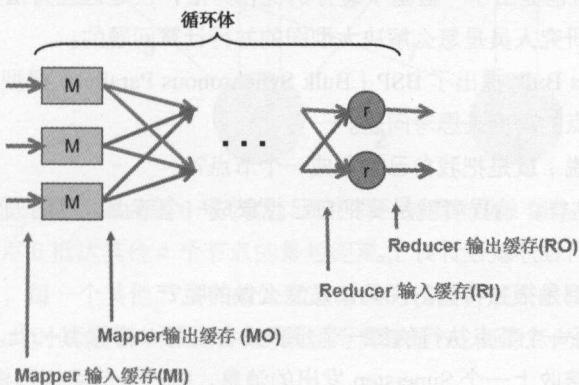 循环体
M
M
M
r
r
Reducer 输出缓存(RO)
Reducer 输入缓存(RI)
Mapper输出缓存 (MO)
Mapper 输入缓存(MI)